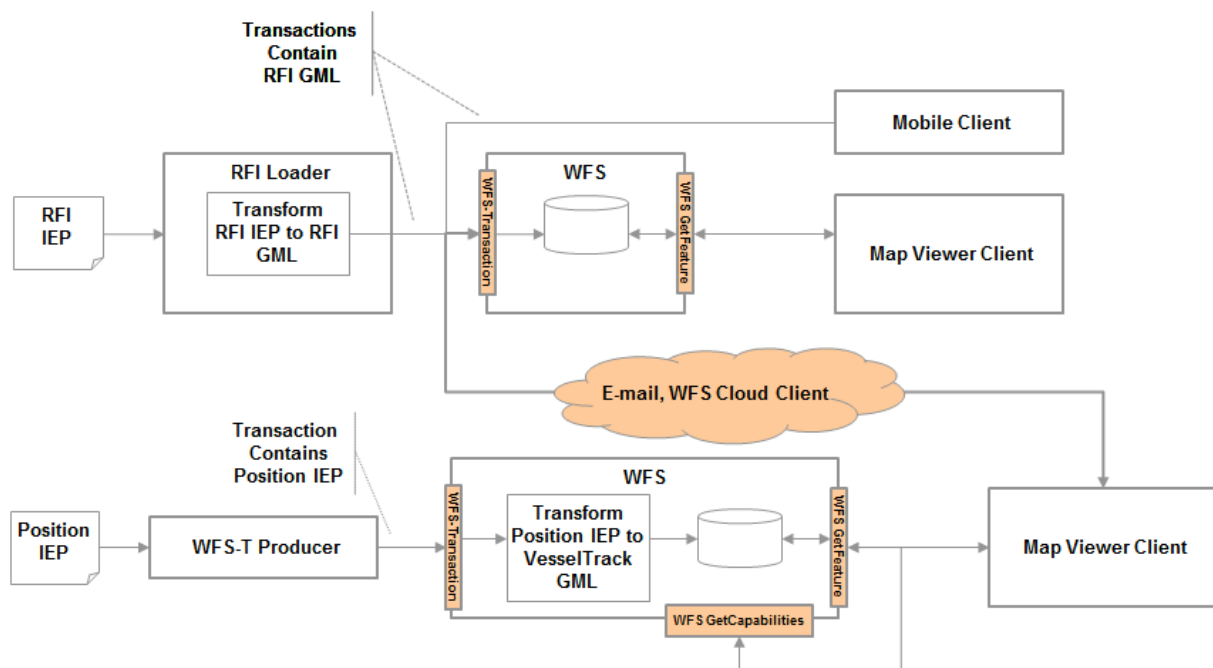 Transactions
Contain
RFI GML
Mobile Client
RFI Loader
WFS
RFI
IEP
Transform
RFI IEP to RFI
GML
WFS-Transaction
WFS GetFeature
Map Viewer Client
E-mail, WFS Cloud Client
Transaction
Contains
Position IEP
WFS
Position
IEP
WFS-T Producer
WFS-Transaction
Transform
Position IEP to
VesselTrack
GML
WFS GetFeature
Map Viewer Client
WFS GetCapabilities